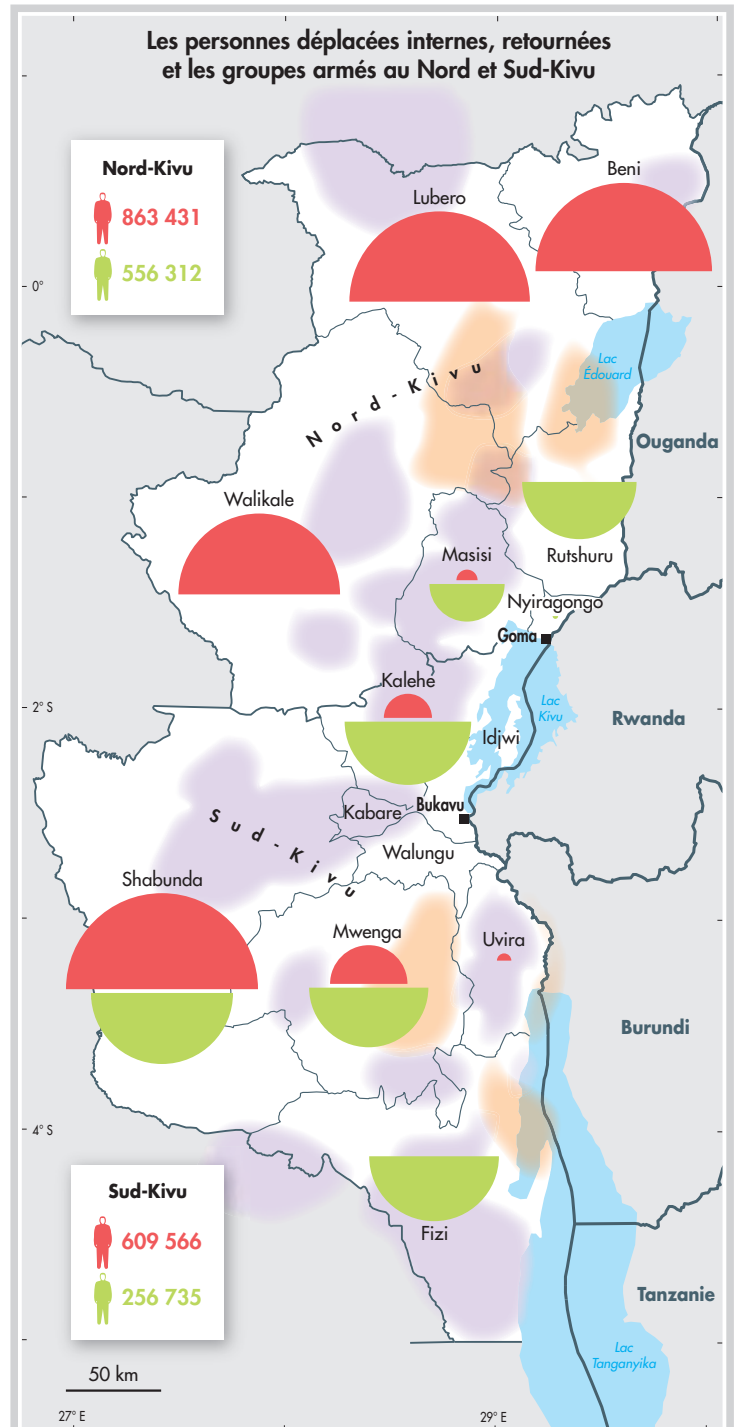 Les personnes déplacées internes, retournées
et les groupes armés au Nord et Sud-Kivu
Nord-Kivu
863 431
556 312
Beni
Lubero
0°
Lac
Édouard
Nord-Kivu
Ouganda
Walikale
Masisi
Rutshuru
Nyiragongo
Goma
Kalehe
2° S
Lac
Kivu
Rwanda
Idjwi
Kabare
Bukavu
Sud-Kivu
Walungu
Shabunda
Mwenga
Uvira
Burundi
4° S
Sud-Kivu
609 566
256 735
Fizi
Tanzanie
Lac
Tanganyika
50 km
27° E
29° E